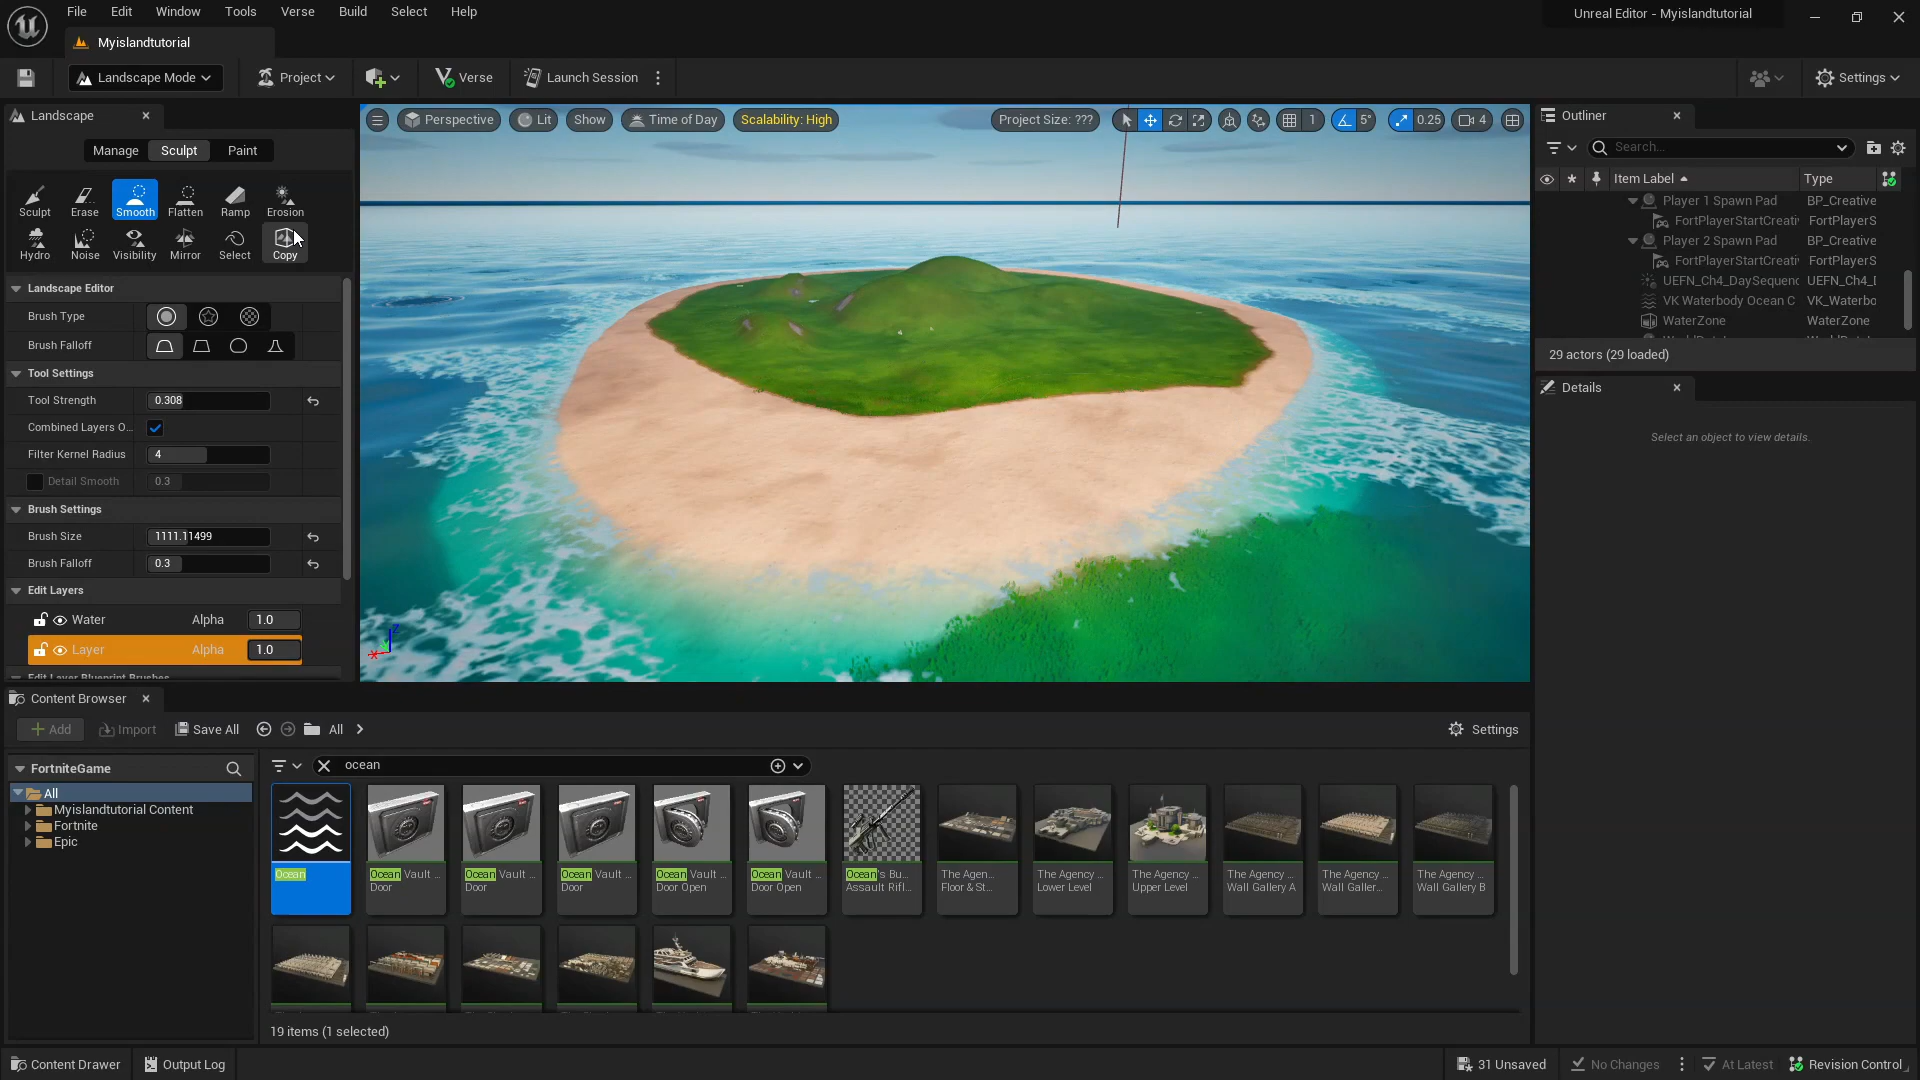 File Edit Window Tools Verse Build Select Help
Unreal Editor - Myislandtutorial
Myislandtutorial
Landscape Mode Project Verse Launch Session Settings
Landscape
Manage Sculpt Paint
Sculpt Erase Smooth Flatten Ramp Erosion
Hydro Noise Visibility Mirror Select Copy
Landscape Editor
Brush Type
Brush Falloff
Tool Settings
Tool Strength 0.308
Combined Layers O...
Filter Kernel Radius 4
Detail Smooth 0.3
Brush Settings
Brush Size 1111.11499
Brush Falloff 0.3
Edit Layers
Water Alpha 1.0
Layer Alpha 1.0
Edit Layer Blueprint Brushes
Perspective Lit Show Time of Day Scalability: High Project Size: ??? 1 5° 0.25 4
Z
Outliner
Search...
Item Label Type
Player 1 Spawn Pad BP_Creative
FortPlayerStartCreati FortPlayerS
Player 2 Spawn Pad BP_Creative
FortPlayerStartCreati FortPlayerS
UEFN_Ch4_DaySequenc UEFN_Ch4_D
VK Waterbody Ocean C VK_Waterbo
WaterZone WaterZone
29 actors (29 loaded)
Details
Select an object to view details.
Content Browser
Add Import Save All All Settings
FortniteGame
All
Myislandtutorial Content
Fortnite
Epic
ocean
Ocean
Ocean Vault ...
Door
Ocean Vault ...
Door
Ocean Vault ...
Door
Ocean Vault ...
Door Open
Ocean Vault ...
Door Open
Ocean's Bu...
Assault Rifl...
The Agen...
Floor & St...
The Agency ...
Lower Level
The Agency ...
Upper Level
The Agency ...
Wall Gallery A
The Agency ...
Wall Galler...
The Agency ...
Wall Gallery B
19 items (1 selected)
Content Drawer Output Log 31 Unsaved No Changes At Latest Revision Control